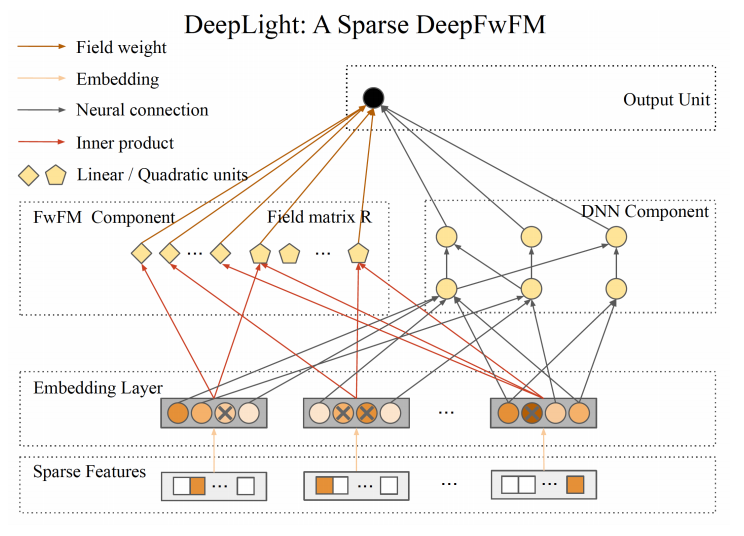 DeepLight: A Sparse DeepFwFM
Field weight
Embedding
Neural connection
Inner product
Linear / Quadratic units
Output Unit
FwFM Component
Field matrix R
DNN Component
...
...
Embedding Layer
...
Sparse Features
...
...
...
...